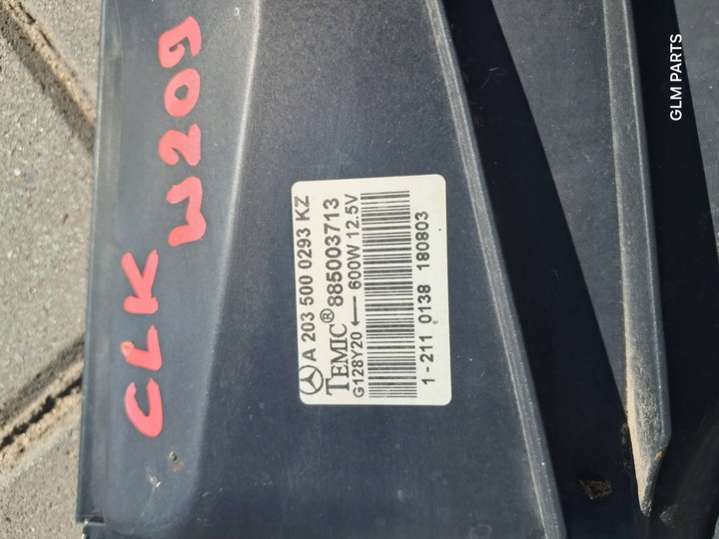 CLK
W209
A 203 500 0293 KZ
TEMIC® 885003713
G128Y20 ← 600W 12.5V
1-211 0138 180803
GLM PARTS